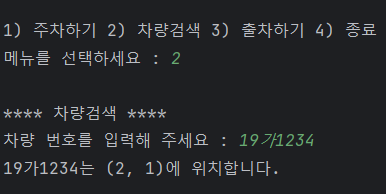 1) 주차하기 2) 차량검색 3) 출차하기 4) 종료
메뉴를 선택하세요 : 2
**** 차량검색 ****
차량 번호를 입력해 주세요 : 19가1234
19가1234는 (2, 1)에 위치합니다.